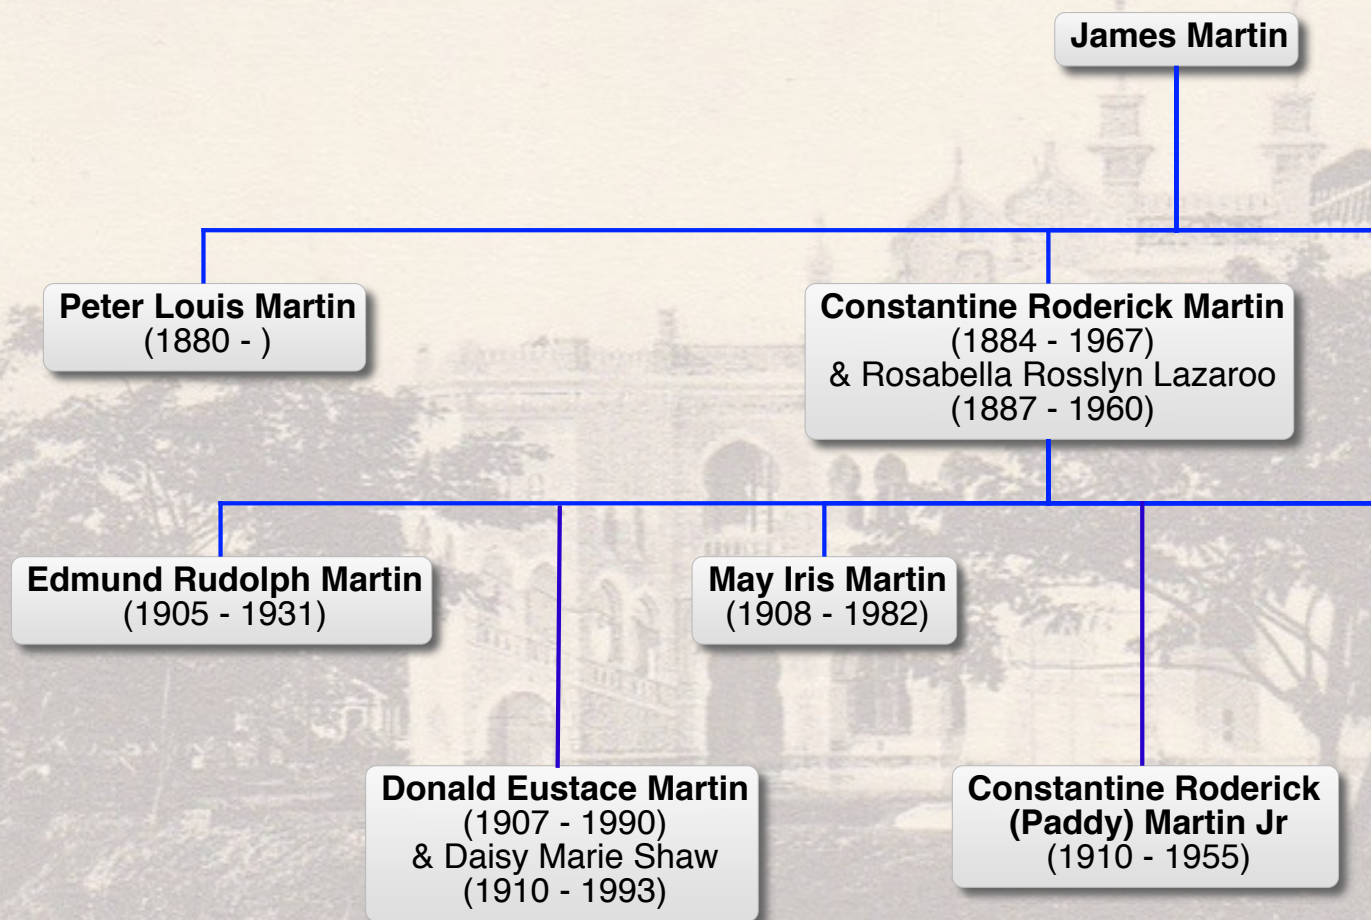 James Martin
Peter Louis Martin
(1880 - )
Constantine Roderick Martin
(1884 - 1967)
& Rosabella Rosslyn Lazaroo
(1887 - 1960)
Edmund Rudolph Martin
(1905 - 1931)
May Iris Martin
(1908 - 1982)
Donald Eustace Martin
(1907 - 1990)
& Daisy Marie Shaw
(1910 - 1993)
Constantine Roderick
(Paddy) Martin Jr
(1910 - 1955)